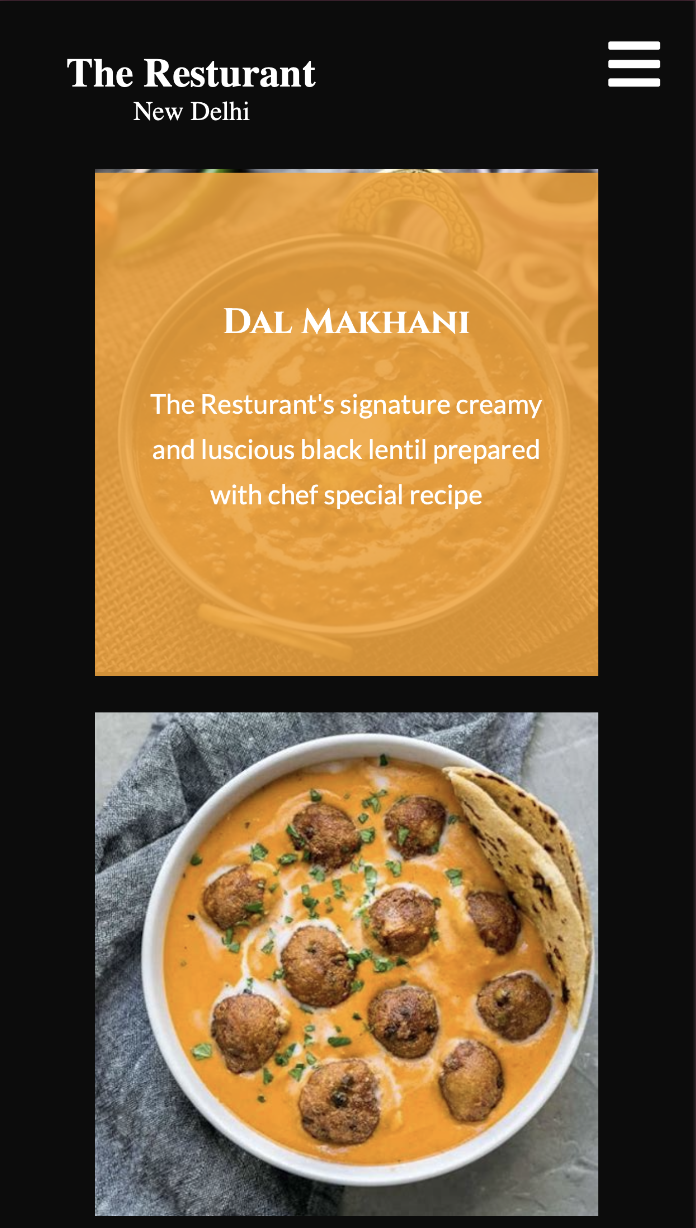 The Resturant
New Delhi
Dal Makhani
The Resturant's signature creamy
and luscious black lentil prepared
with chef special recipe